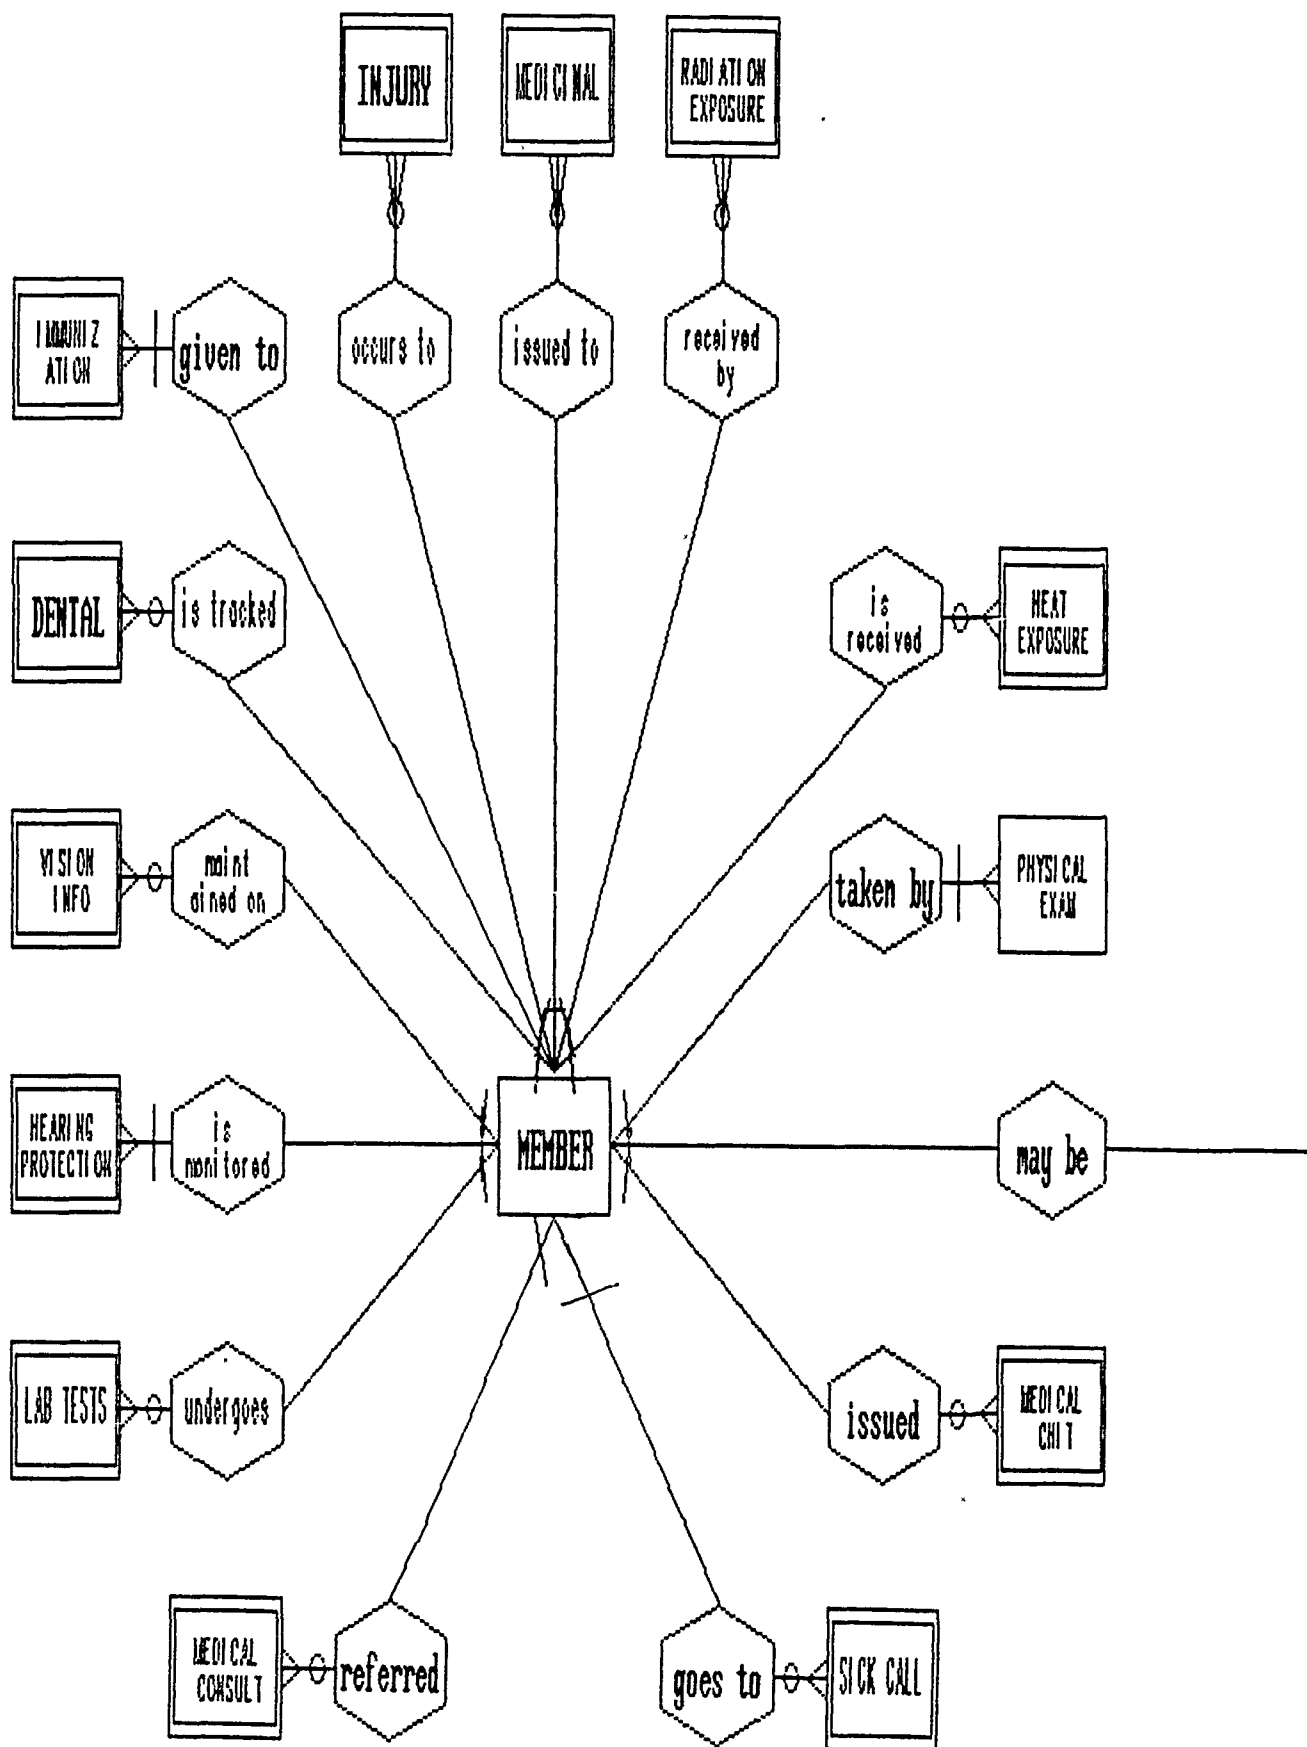 INJURY
MEDICINAL
RADIATION
EXPOSURE
IMMUNIZ
ATION
given to
occurs to
issued to
received
by
DENTAL
is tracked
is
received
HEAT
EXPOSURE
VISION
INFO
maint
ained on
taken by
PHYSICAL
EXAM
HEARING
PROTECTION
is
monitored
MEMBER
may be
LAB TESTS
undergoes
issued
MEDICAL
CHIT
MEDICAL
CONSULT
referred
goes to
SICK CALL